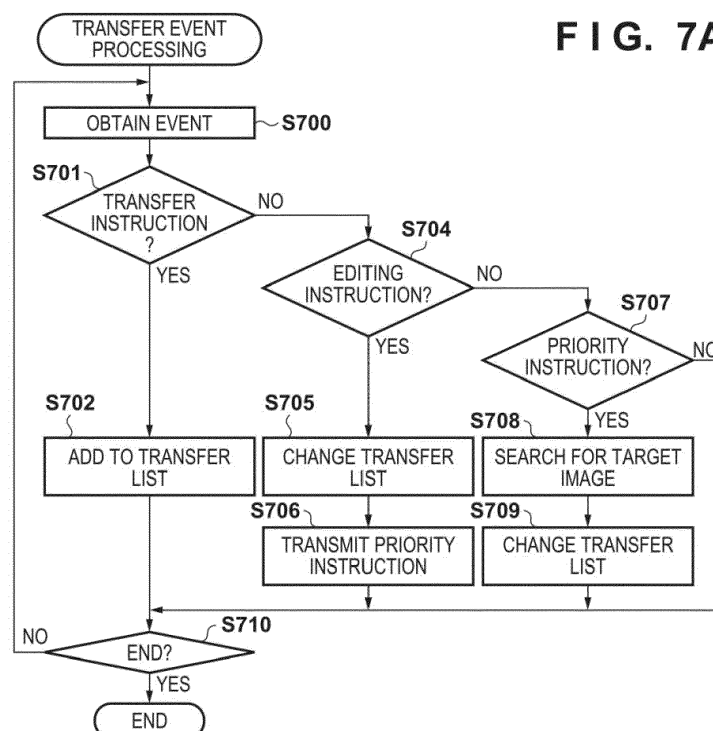 TRANSFER EVENT
PROCESSING
F I G. 7A
OBTAIN EVENT
S700
S701
TRANSFER
INSTRUCTION
?
NO
YES
S704
EDITING
INSTRUCTION?
NO
YES
S707
PRIORITY
INSTRUCTION?
NO
YES
S702
ADD TO TRANSFER
LIST
S705
CHANGE TRANSFER
LIST
S708
SEARCH FOR TARGET
IMAGE
S706
TRANSMIT PRIORITY
INSTRUCTION
S709
CHANGE TRANSFER
LIST
S710
NO
END?
YES
END